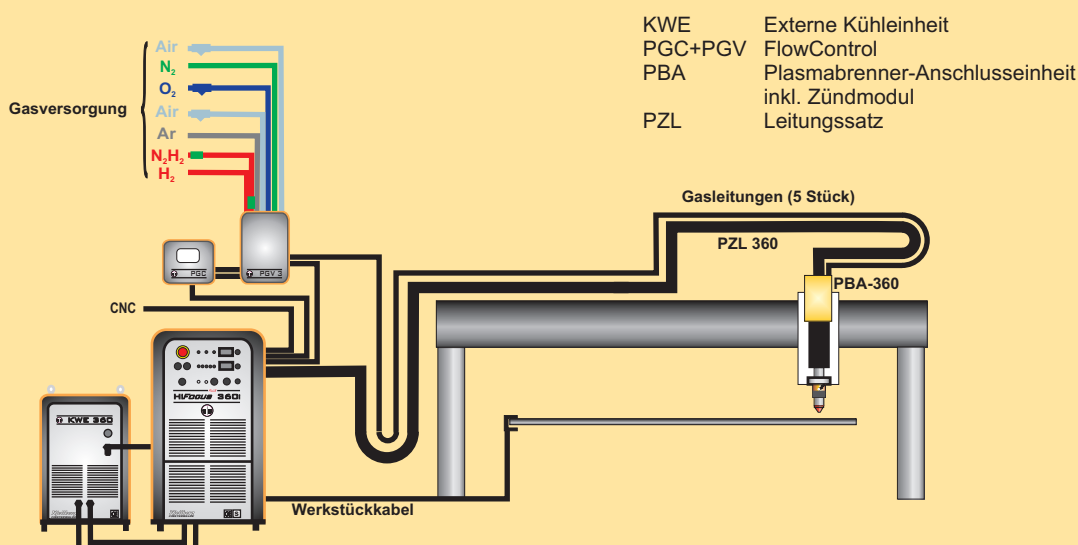 KWE Externe Kühleinheit
PGC+PGV FlowControl
PBA Plasmabrenner-Anschlusseinheit
inkl. Zündmodul
PZL Leitungssatz
Gasversorgung
Air
N₂
O₂
Air
Ar
N₂H₂
H₂
Gasleitungen (5 Stück)
PZL 360
PBA-360
PGC
PGV 3
CNC
HiFocus 360i
KWE 360
Werkstückkabel